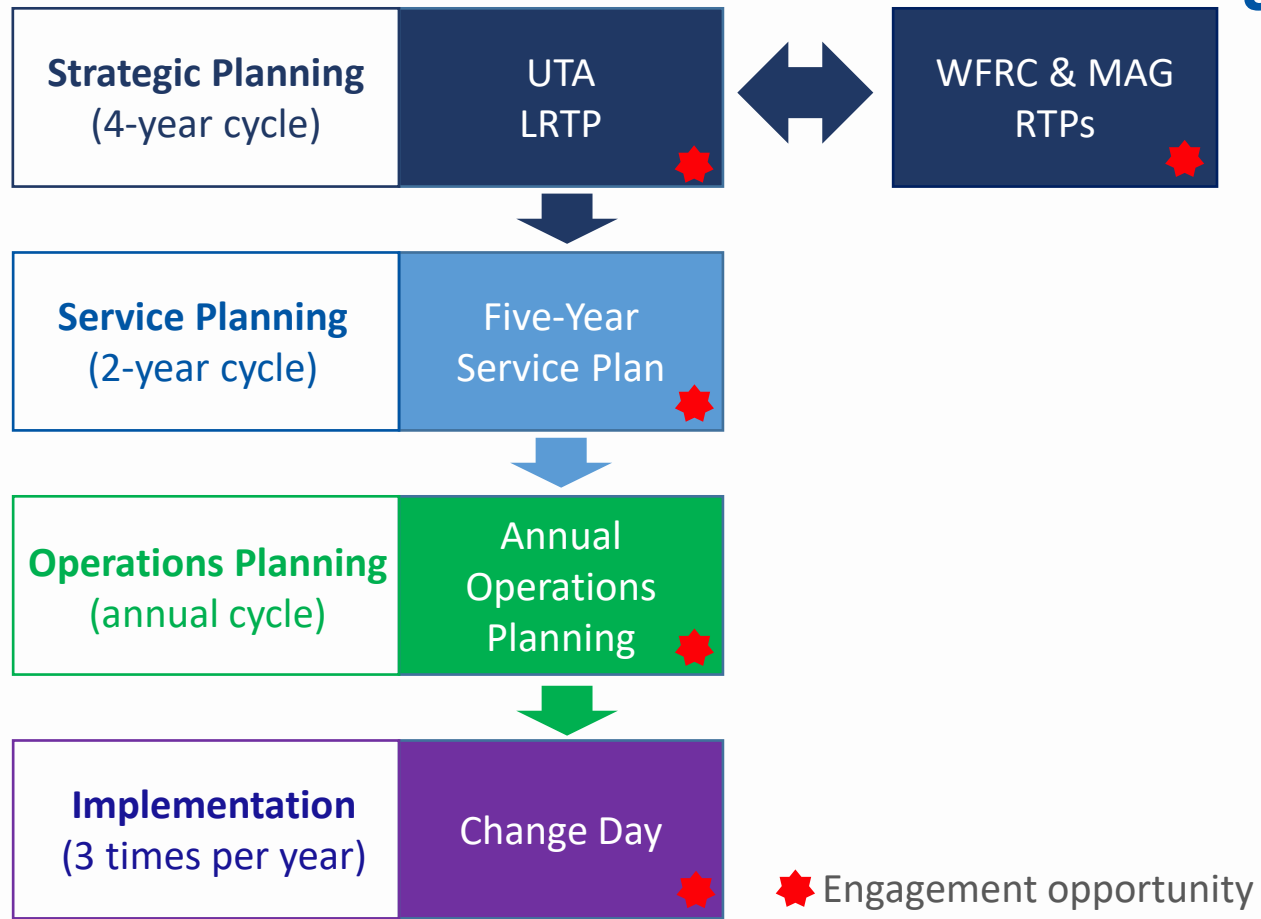 Strategic Planning
(4-year cycle)
UTA
LRTP
WFRC & MAG
RTPs
Service Planning
(2-year cycle)
Five-Year
Service Plan
Operations Planning
(annual cycle)
Annual
Operations
Planning
Implementation
(3 times per year)
Change Day
Engagement opportunity